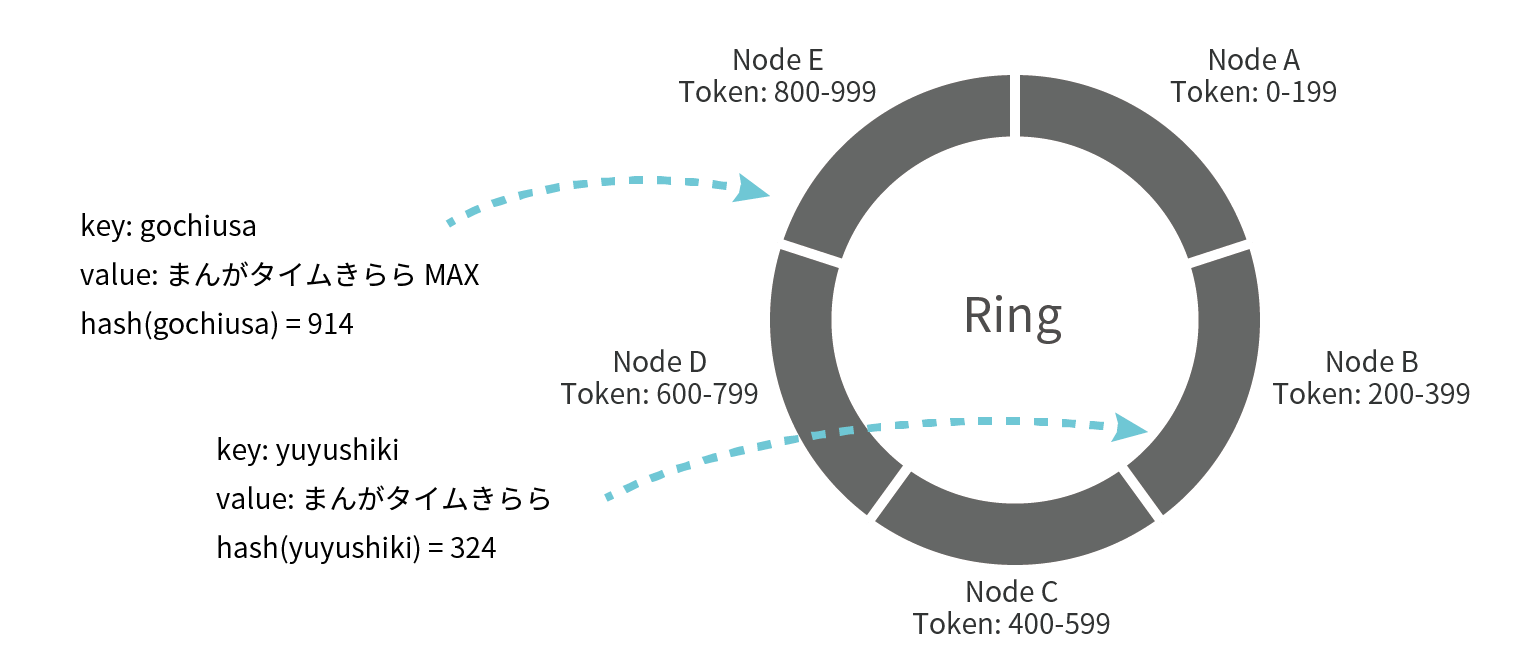 Node E
Token: 800-999
Node A
Token: 0-199
key: gochiusa
value: まんがタイムきらら MAX
hash(gochiusa) = 914
Ring
Node D
Token: 600-799
Node B
Token: 200-399
key: yuyushiki
value: まんがタイムきらら
hash(yuyushiki) = 324
Node C
Token: 400-599